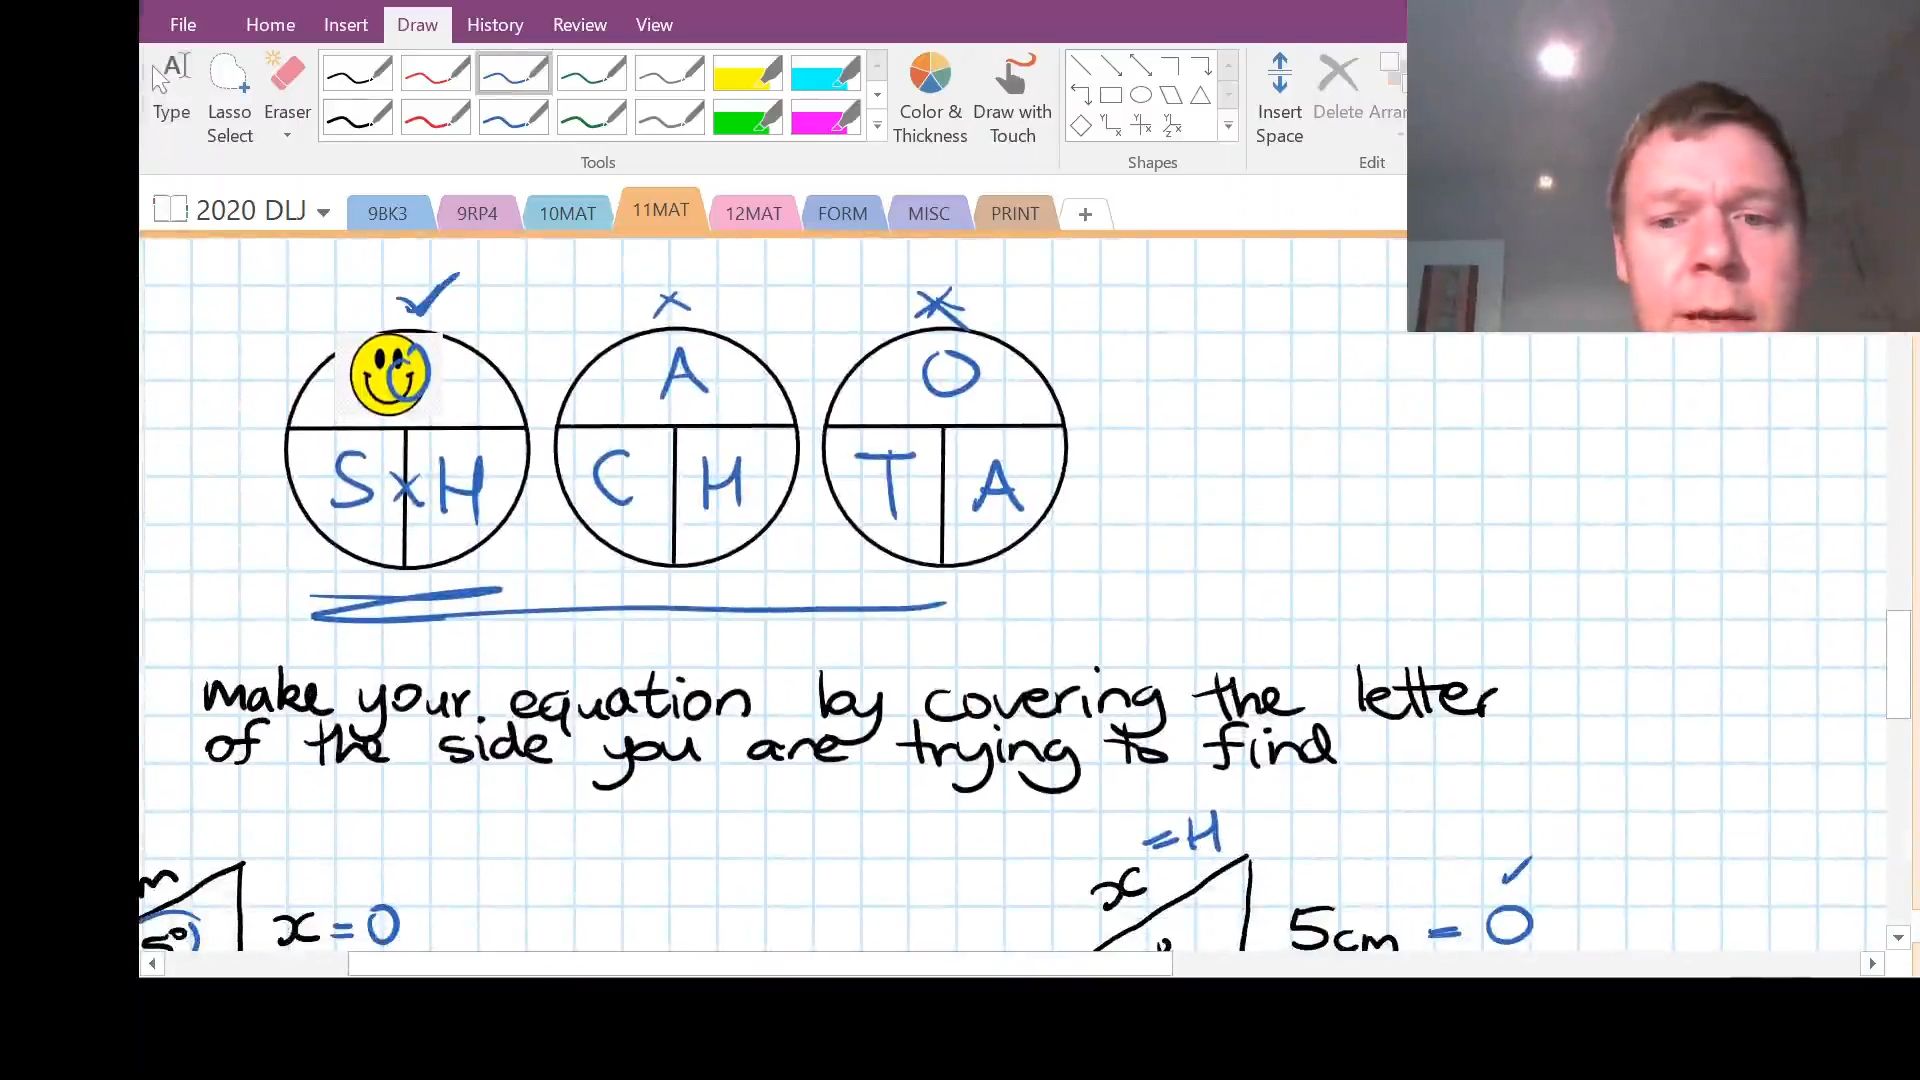 File Home Insert Draw History Review View
Type
Lasso Select
Eraser
Color & Thickness
Draw with Touch
Insert Space
Delete
Arran
Tools
Shapes
Edit
2020 DLJ
9BK3 9RP4 10MAT 11MAT 12MAT FORM MISC PRINT +
O A O
S x H C H T A
make your equation by covering the letter
of the side you are trying to find
= H
x
m
x = O
5cm = O